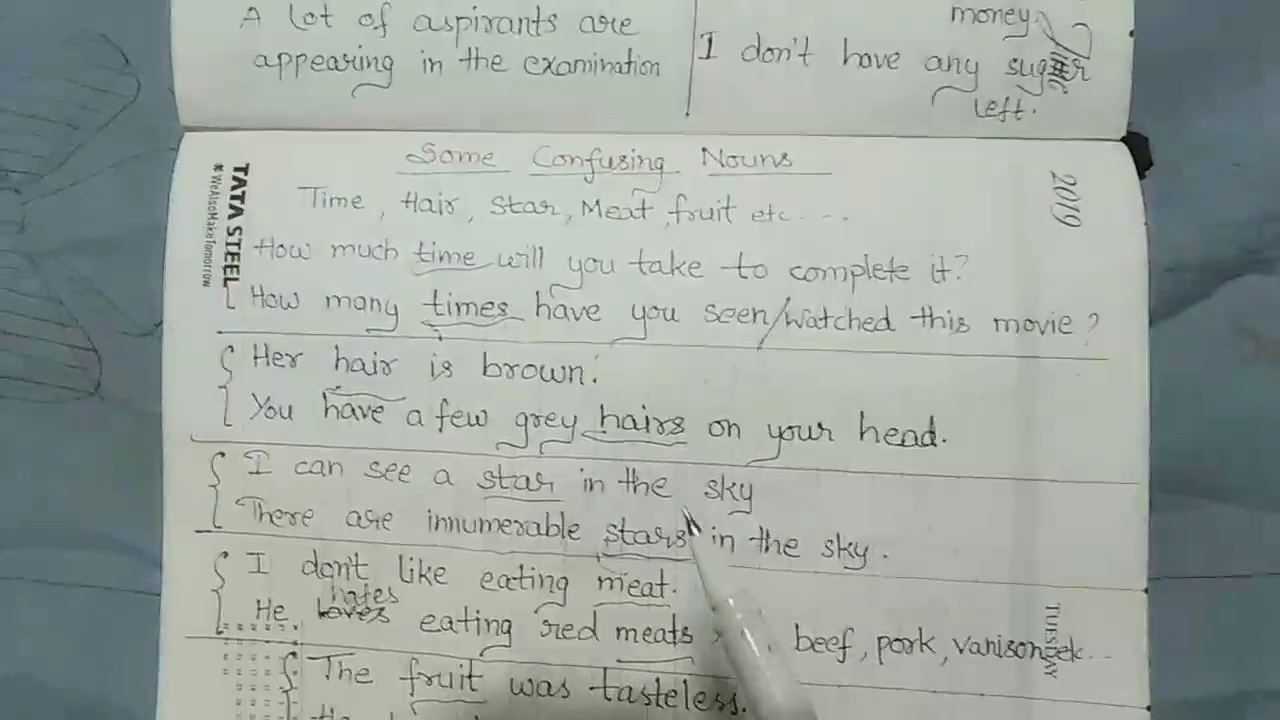 A lot of aspirants are
appearing in the examination
money
I don't have any
left.
Some Confusing Nouns
2019
TATA STEEL
#WeAlsoMakeTomorrow
Time, Hair, Star, Meat, fruit etc....
How much time will you take to complete it?
How many times have you seen/watched this movie?
Her hair is brown.
You have a few grey hairs on your head.
I can see a star in the sky
There are innumerable stars in the sky.
I don't like eating meat.
hates
He loves eating red meats beef, pork, vanison
TUESDAY
The fruit was tasteless.